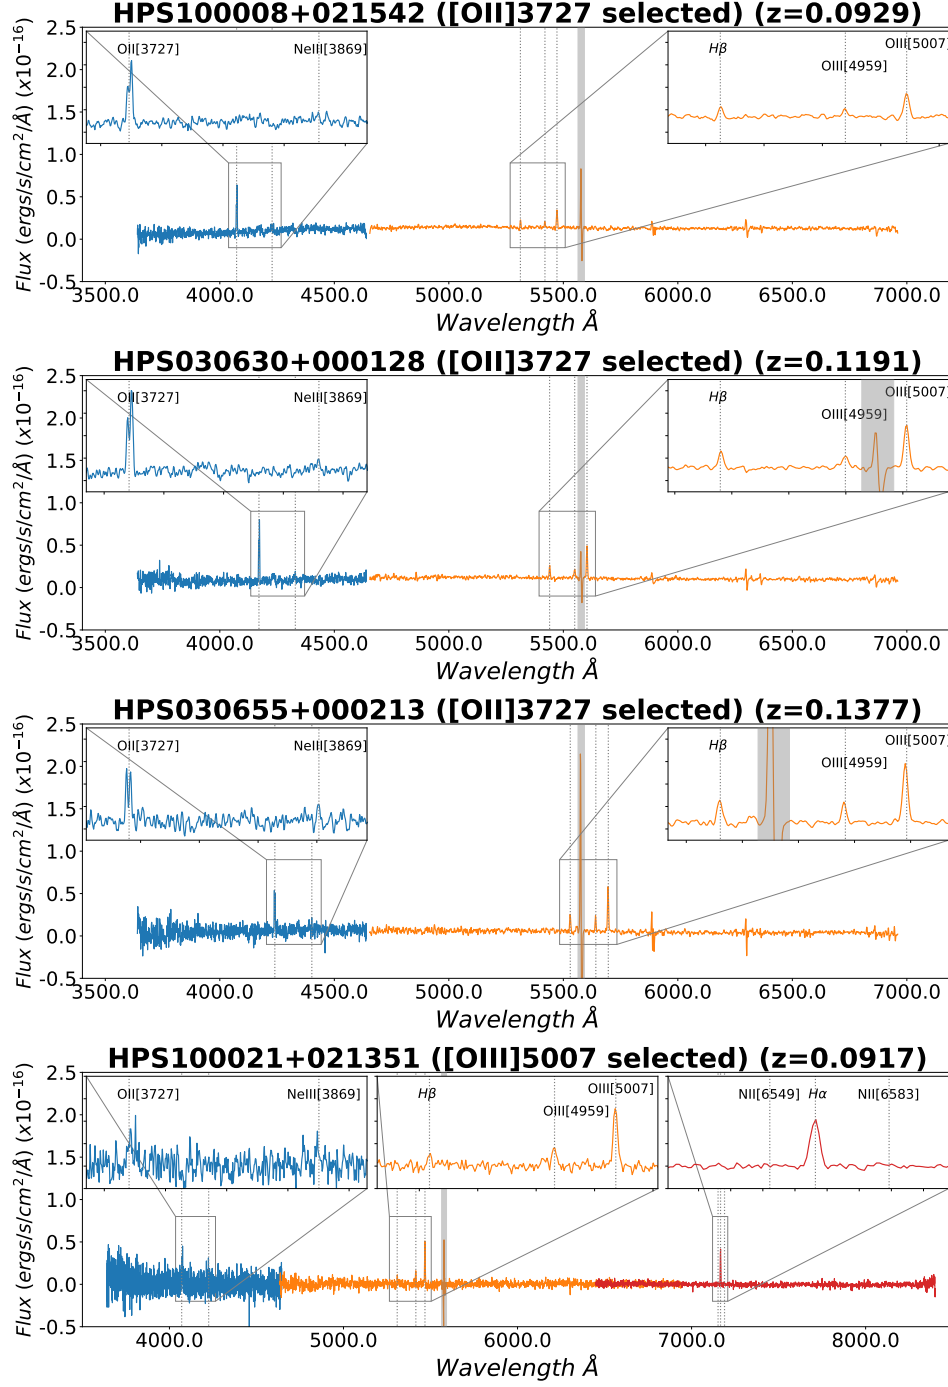 HPS100008+021542 ([OII]3727 selected) (z=0.0929)
Flux (ergs/s/cm²/Å) (x10⁻¹⁶)
2.5
2.0
1.5
1.0
0.5
0.0
-0.5
OII[3727] NeIII[3869]
Hβ OIII[4959] OIII[5007]
3500.0 4000.0 4500.0 5000.0 5500.0 6000.0 6500.0 7000.0
Wavelength Å
HPS030630+000128 ([OII]3727 selected) (z=0.1191)
Flux (ergs/s/cm²/Å) (x10⁻¹⁶)
2.5
2.0
1.5
1.0
0.5
0.0
-0.5
OII[3727] NeIII[3869]
Hβ OIII[4959] OIII[5007]
3500.0 4000.0 4500.0 5000.0 5500.0 6000.0 6500.0 7000.0
Wavelength Å
HPS030655+000213 ([OII]3727 selected) (z=0.1377)
Flux (ergs/s/cm²/Å) (x10⁻¹⁶)
2.5
2.0
1.5
1.0
0.5
0.0
-0.5
OII[3727] NeIII[3869]
Hβ OIII[4959] OIII[5007]
3500.0 4000.0 4500.0 5000.0 5500.0 6000.0 6500.0 7000.0
Wavelength Å
HPS100021+021351 ([OIII]5007 selected) (z=0.0917)
Flux (ergs/s/cm²/Å) (x10⁻¹⁶)
2.5
2.0
1.5
1.0
0.5
0.0
-0.5
OII[3727] NeIII[3869]
Hβ OIII[4959] OIII[5007]
NII[6549] Hα NII[6583]
4000.0 5000.0 6000.0 7000.0 8000.0
Wavelength Å